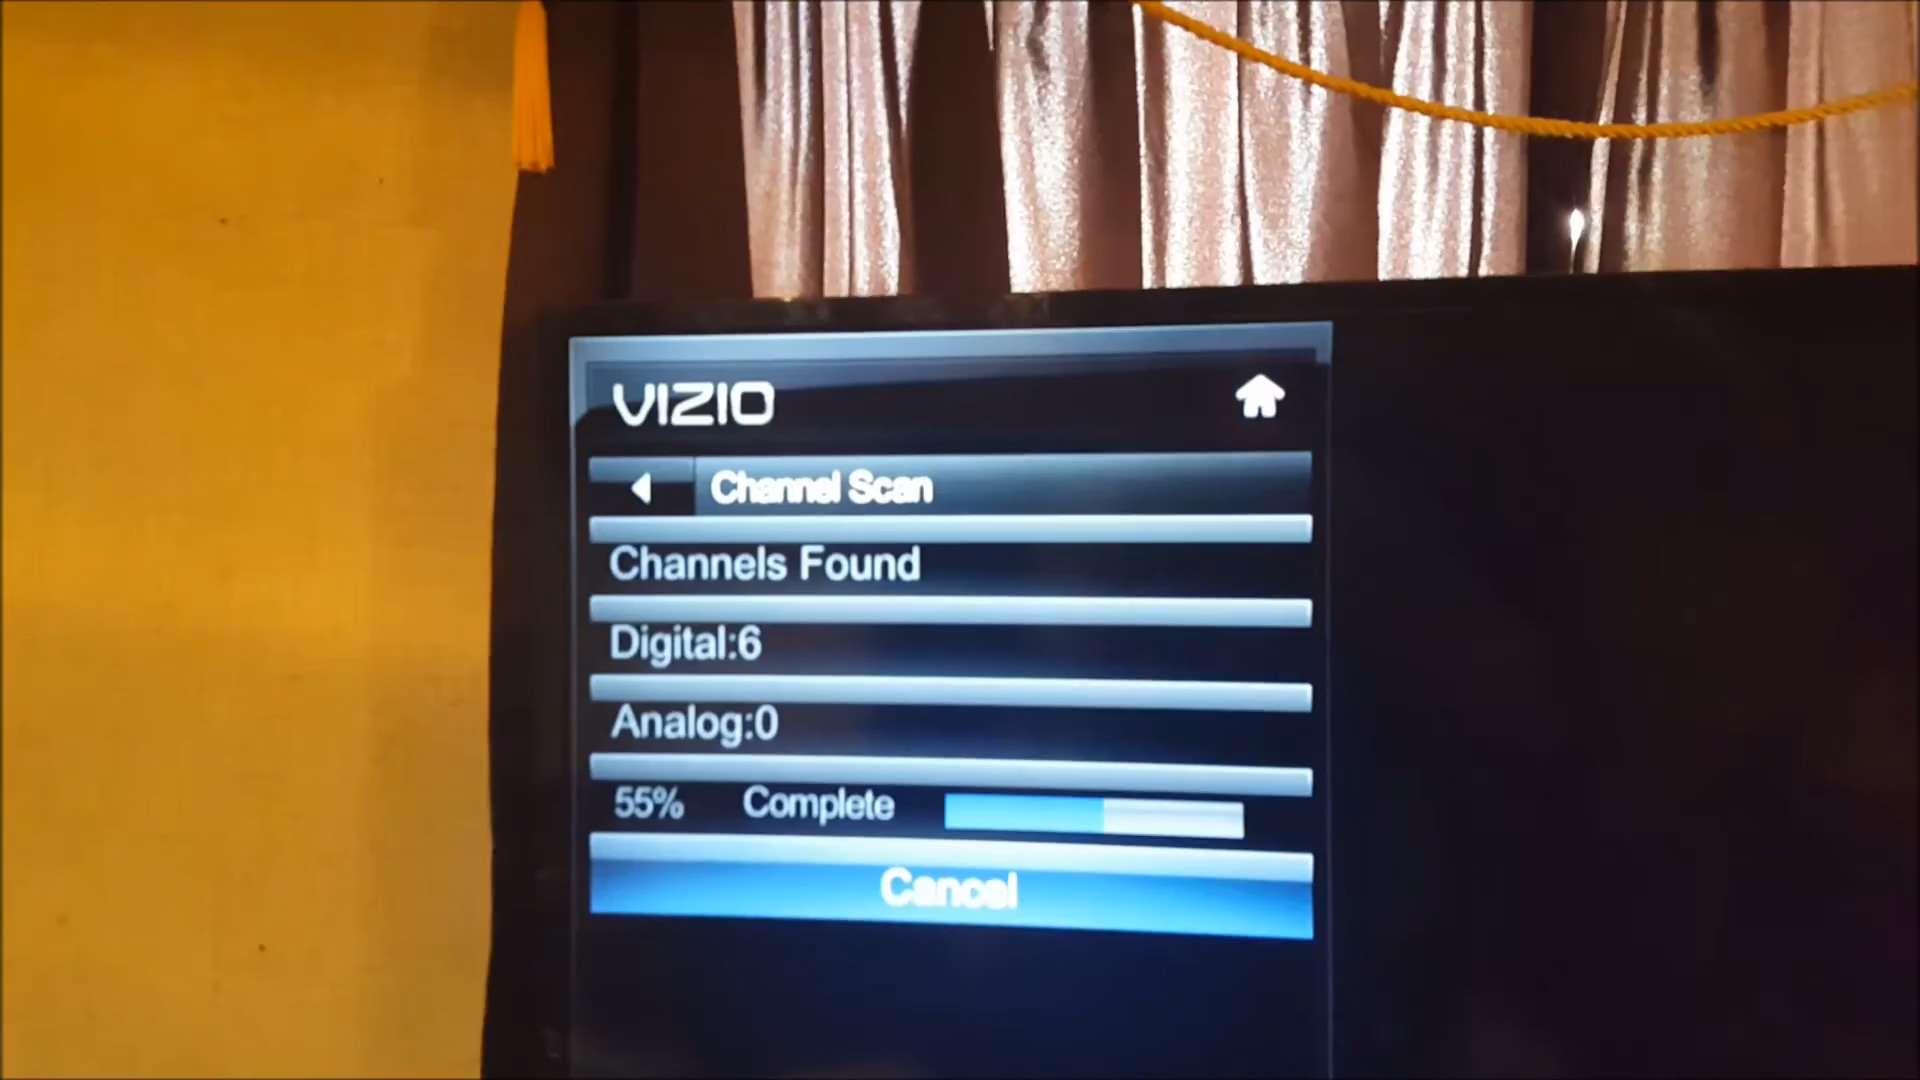 VIZIO
Channel Scan
Channels Found
Digital:6
Analog:0
55% Complete
Cancel